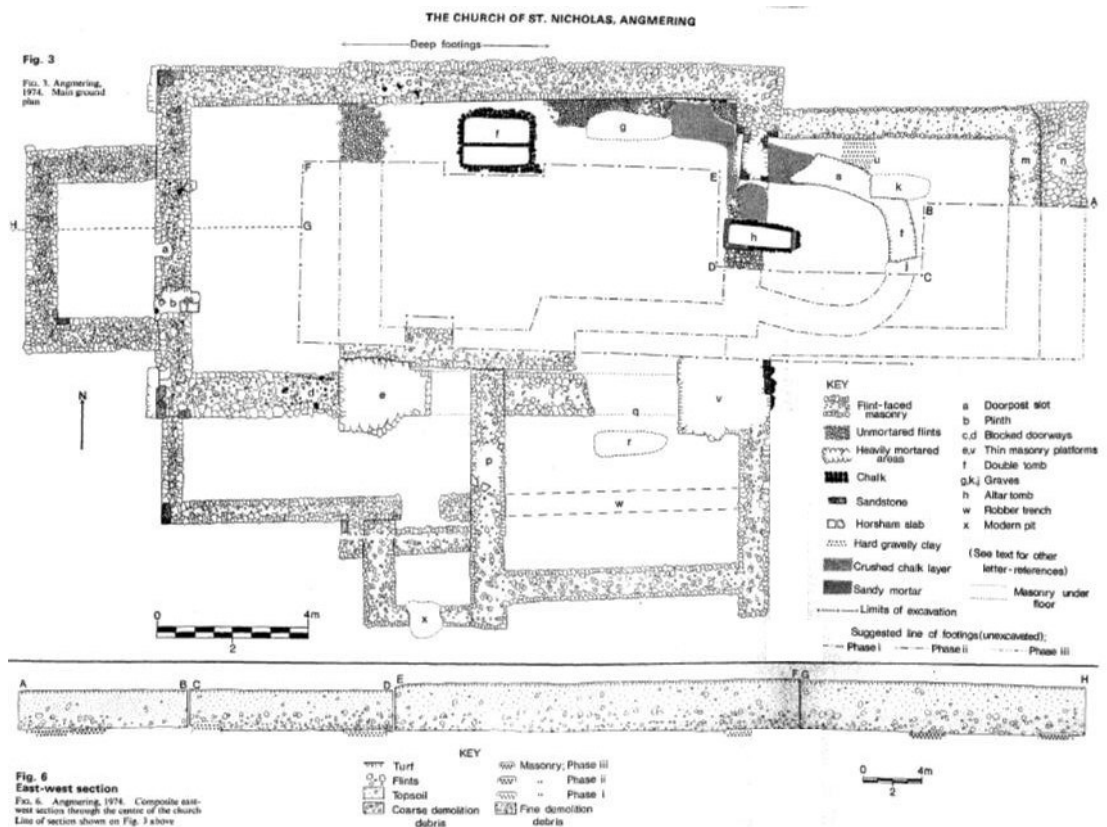 THE CHURCH OF ST. NICHOLAS, ANGMERING
Deep footings
Fig. 3
FIG. 3. Angmering,
1974. Main ground
plan
f
g
u
m
n
s
k
A
E
F
B
H
G
h
t
a
D
j
C
b
N
d
e
q
v
r
p
w
x
0
4m
2
KEY
Flint-faced
masonry
Unmortared flints
Heavily mortared
areas
Chalk
Sandstone
Horsham slab
Hard gravelly clay
Crushed chalk layer
Sandy mortar
Limits of excavation
a Doorpost slot
b Plinth
c,d Blocked doorways
e,v Thin masonry platforms
f Double tomb
g,k,j Graves
h Altar tomb
w Robber trench
x Modern pit
(See text for other
letter-references)
Masonry under
floor
Suggested line of footings (unexcavated);
Phase i Phase ii Phase iii
A B C D E F G H
KEY
Turf
Flints
Topsoil
Coarse demolition
debris
Masonry; Phase iii
,, Phase ii
,, Phase i
Fine demolition
debris
0 4m
2
Fig. 6
East-west section
FIG. 6. Angmering, 1974. Composite east-
west section through the centre of the church
Line of section shown on Fig. 3 above